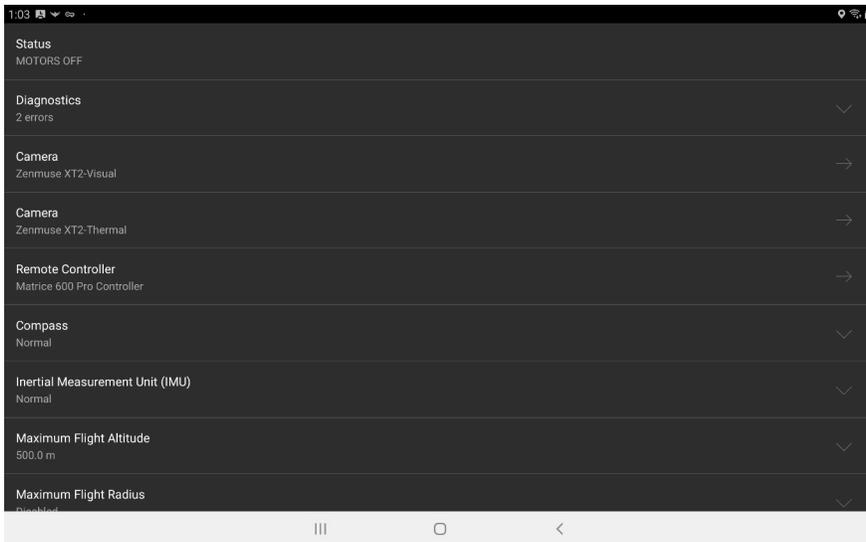 1:03
Status
MOTORS OFF
Diagnostics
2 errors
Camera
Zenmuse XT2-Visual
Camera
Zenmuse XT2-Thermal
Remote Controller
Matrice 600 Pro Controller
Compass
Normal
Inertial Measurement Unit (IMU)
Normal
Maximum Flight Altitude
500.0 m
Maximum Flight Radius
Disabled